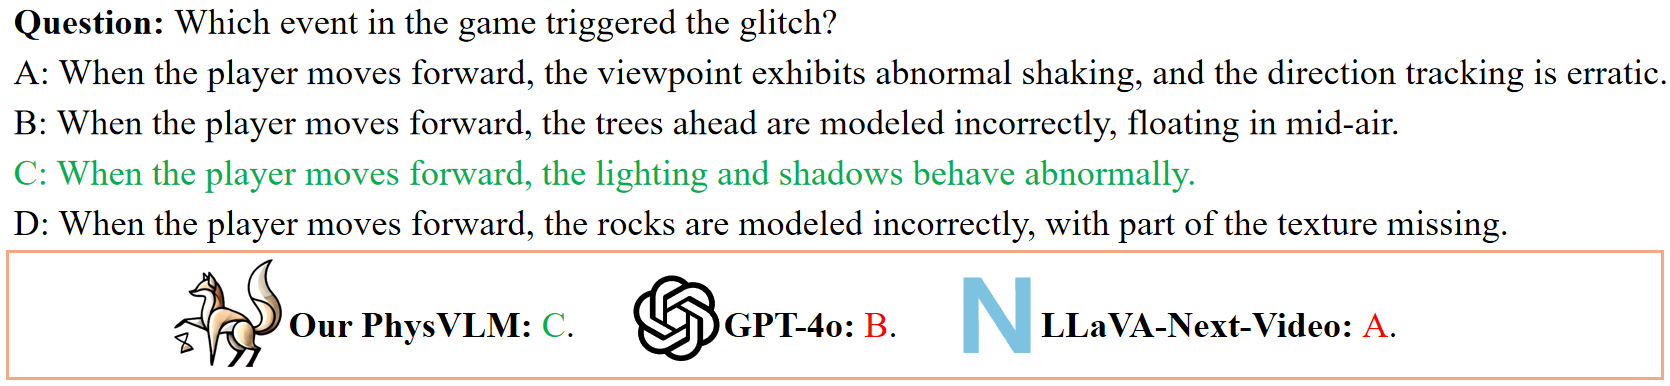 Question: Which event in the game triggered the glitch?
A: When the player moves forward, the viewpoint exhibits abnormal shaking, and the direction tracking is erratic.
B: When the player moves forward, the trees ahead are modeled incorrectly, floating in mid-air.
C: When the player moves forward, the lighting and shadows behave abnormally.
D: When the player moves forward, the rocks are modeled incorrectly, with part of the texture missing.
Our PhysVLM: C. GPT-4o: B. N LLaVA-Next-Video: A.